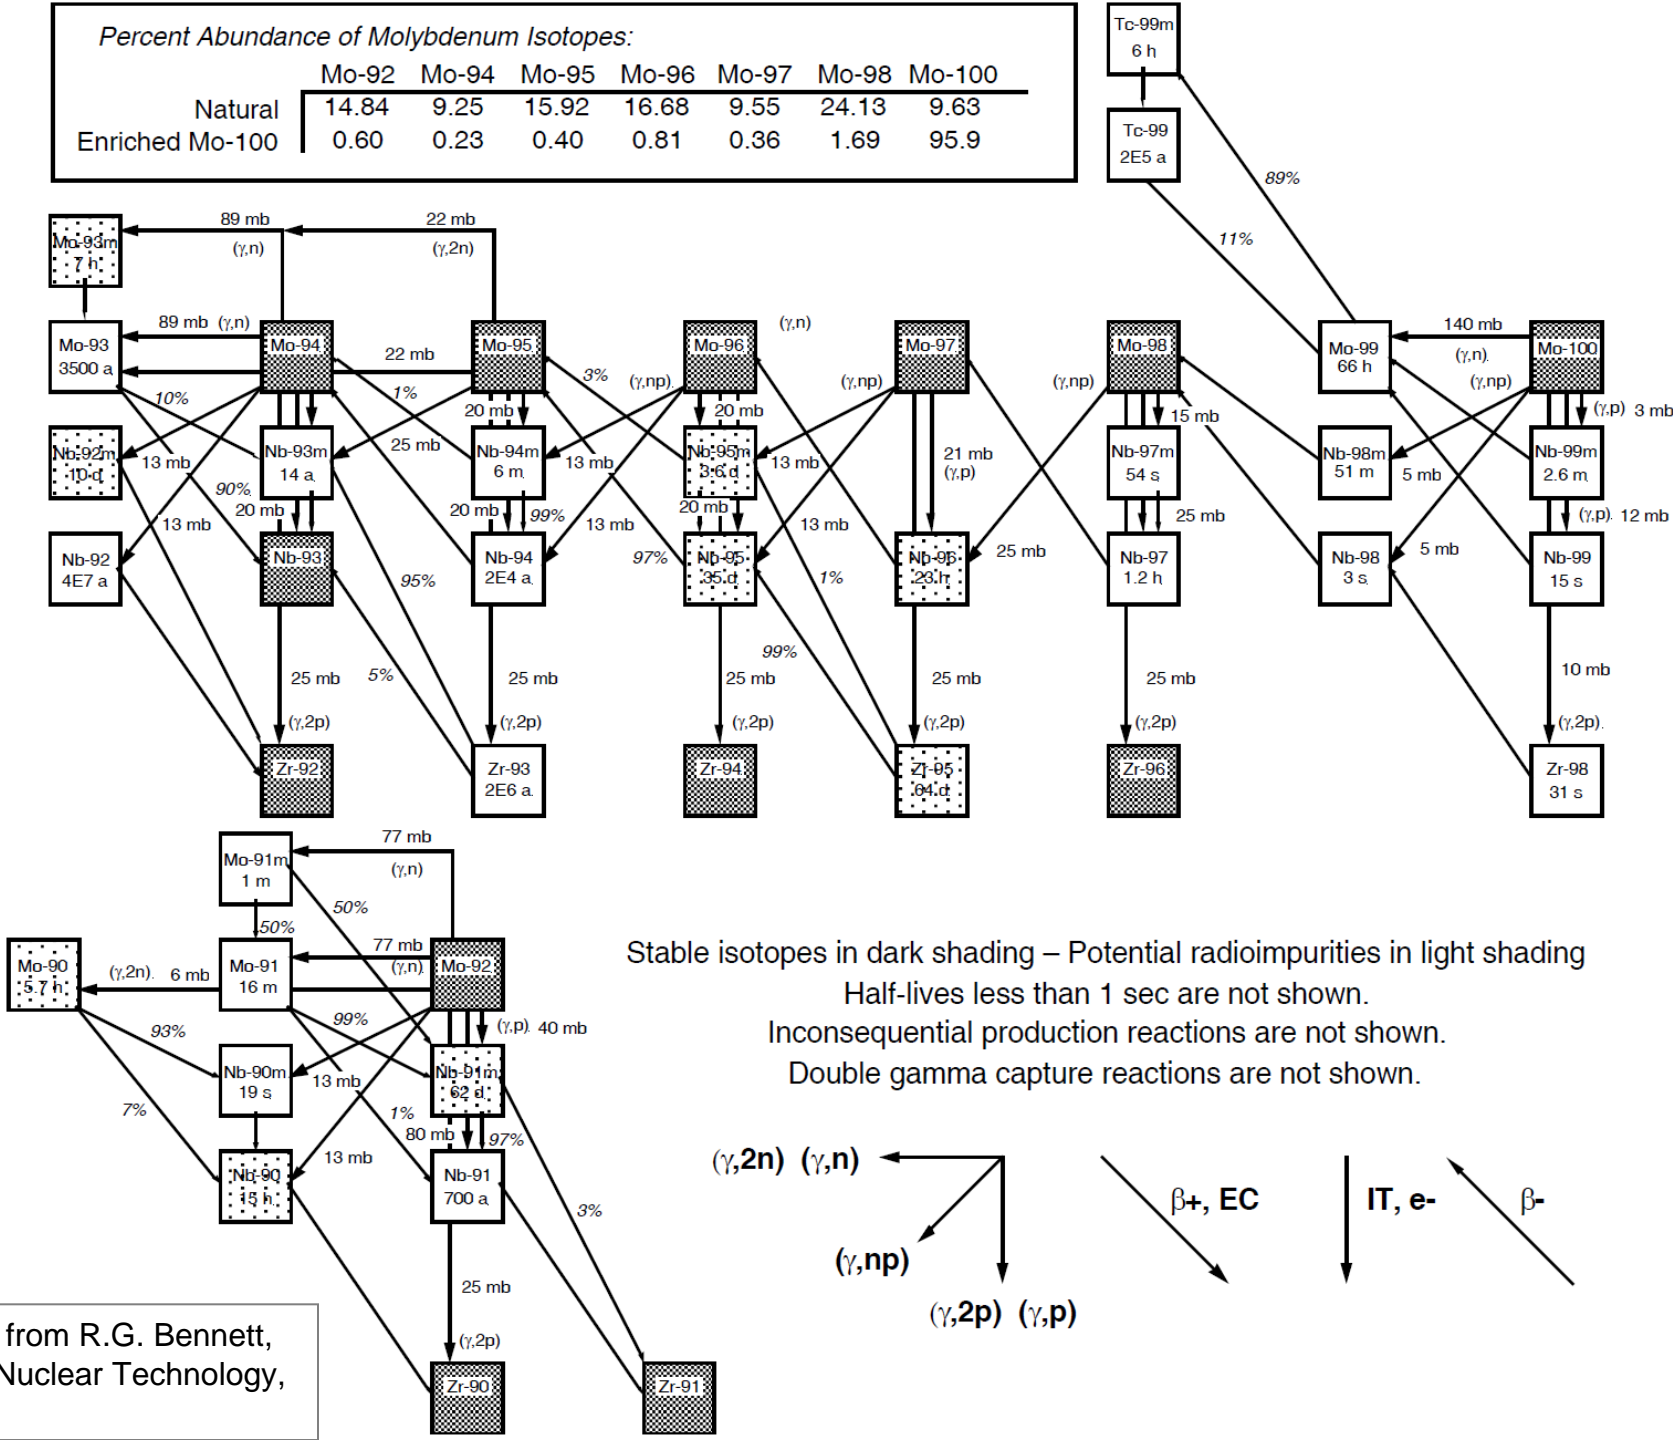 Percent Abundance of Molybdenum Isotopes:
Mo-92 Mo-94 Mo-95 Mo-96 Mo-97 Mo-98 Mo-100
Natural 14.84 9.25 15.92 16.68 9.55 24.13 9.63
Enriched Mo-100 0.60 0.23 0.40 0.81 0.36 1.69 95.9
Tc-99m
6 h
Tc-99
2E5 a
89%
11%
89 mb
(γ,n)
22 mb
(γ,2n)
Mo-93m
7 h
Mo-93
3500 a
89 mb (γ,n)
Mo-94
22 mb
Mo-95
3%
Mo-96
(γ,n)
(γ,np)
Mo-97
(γ,np)
Mo-98
(γ,np)
Mo-99
66 h
140 mb
(γ,n)
(γ,np)
Mo-100
(γ,p) 3 mb
10%
1%
20 mb
20 mb
15 mb
Nb-92m
10 d
13 mb
Nb-93m
14 a
25 mb
Nb-94m
6 m
13 mb
Nb-95m
3.6 d
13 mb
21 mb
(γ,p)
Nb-97m
54 s
Nb-98m
51 m
5 mb
Nb-99m
2.6 m
90%
20 mb
13 mb
20 mb
99%
13 mb
20 mb
13 mb
25 mb
(γ,p) 12 mb
Nb-92
4E7 a
Nb-93
95%
Nb-94
2E4 a
97%
Nb-95
35 d
1%
Nb-96
23 h
25 mb
Nb-97
1.2 h
Nb-98
3 s
5 mb
Nb-99
15 s
25 mb
5%
25 mb
25 mb
99%
25 mb
25 mb
10 mb
(γ,2p)
(γ,2p)
(γ,2p)
(γ,2p)
(γ,2p)
(γ,2p)
Zr-92
Zr-93
2E6 a
Zr-94
Zr-95
64 d
Zr-96
Zr-98
31 s
Mo-91m
1 m
77 mb
(γ,n)
50%
50%
Mo-90
5.7 h
(γ,2n) 6 mb
Mo-91
16 m
77 mb
(γ,n)
Mo-92
93%
99%
(γ,p) 40 mb
Nb-90m
19 s
13 mb
Nb-91m
62 d
7%
1%
80 mb
97%
13 mb
Nb-90
15 h
Nb-91
700 a
3%
25 mb
(γ,2p)
Zr-90
Zr-91
Stable isotopes in dark shading – Potential radioimpurities in light shading
Half-lives less than 1 sec are not shown.
Inconsequential production reactions are not shown.
Double gamma capture reactions are not shown.
(γ,2n) (γ,n)
(γ,np)
(γ,2p) (γ,p)
β+, EC
IT, e-
β-
from R.G. Bennett,
Nuclear Technology,